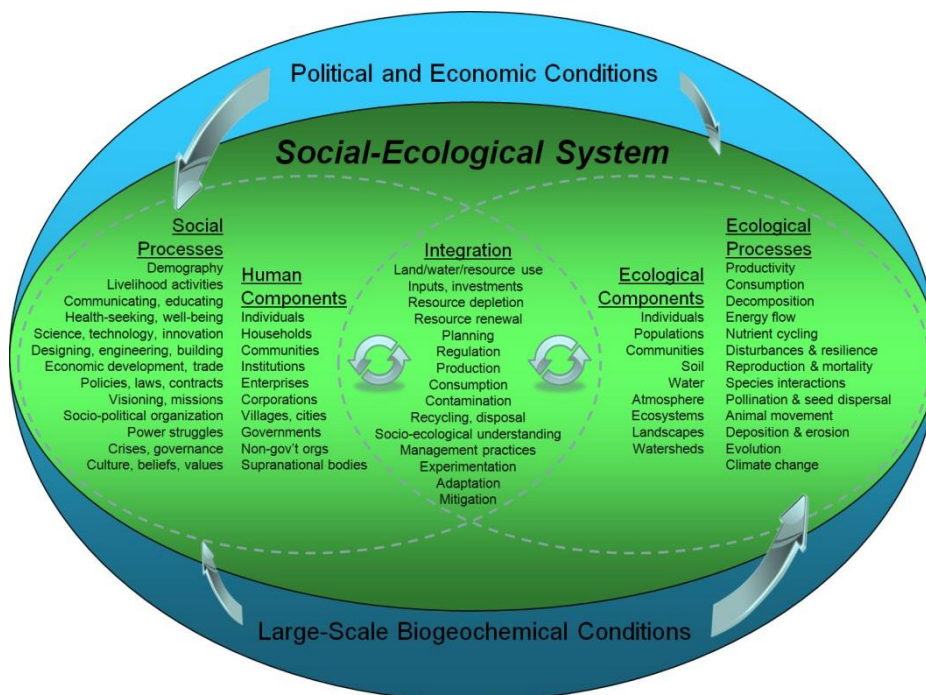 Political and Economic Conditions
Social-Ecological System
Social
Processes
Demography
Livelihood activities
Communicating, educating
Health-seeking, well-being
Science, technology, innovation
Designing, engineering, building
Economic development, trade
Policies, laws, contracts
Visioning, missions
Socio-political organization
Power struggles
Crises, governance
Culture, beliefs, values
Human
Components
Individuals
Households
Communities
Institutions
Enterprises
Corporations
Villages, cities
Governments
Non-gov't orgs
Supranational bodies
Integration
Land/water/resource use
Inputs, investments
Resource depletion
Resource renewal
Planning
Regulation
Production
Consumption
Contamination
Recycling, disposal
Socio-ecological understanding
Management practices
Experimentation
Adaptation
Mitigation
Ecological
Components
Individuals
Populations
Communities
Soil
Water
Atmosphere
Ecosystems
Landscapes
Watersheds
Ecological
Processes
Productivity
Consumption
Decomposition
Energy flow
Nutrient cycling
Disturbances & resilience
Reproduction & mortality
Species interactions
Pollination & seed dispersal
Animal movement
Deposition & erosion
Evolution
Climate change
Large-Scale Biogeochemical Conditions